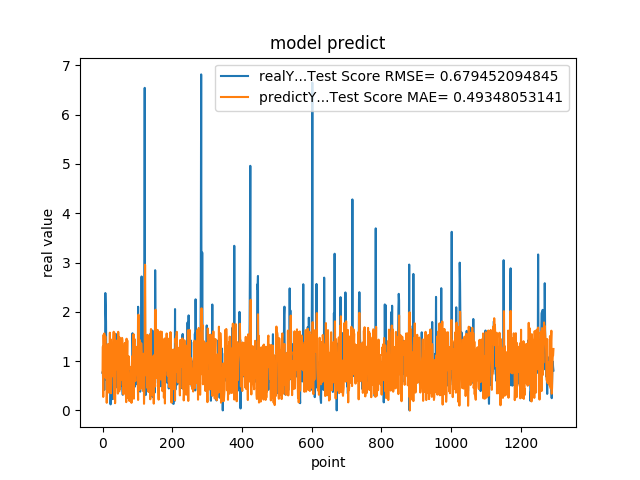 model predict
realY...Test Score RMSE= 0.679452094845
predictY...Test Score MAE= 0.49348053141
real value
7
6
5
4
3
2
1
0
0 200 400 600 800 1000 1200
point